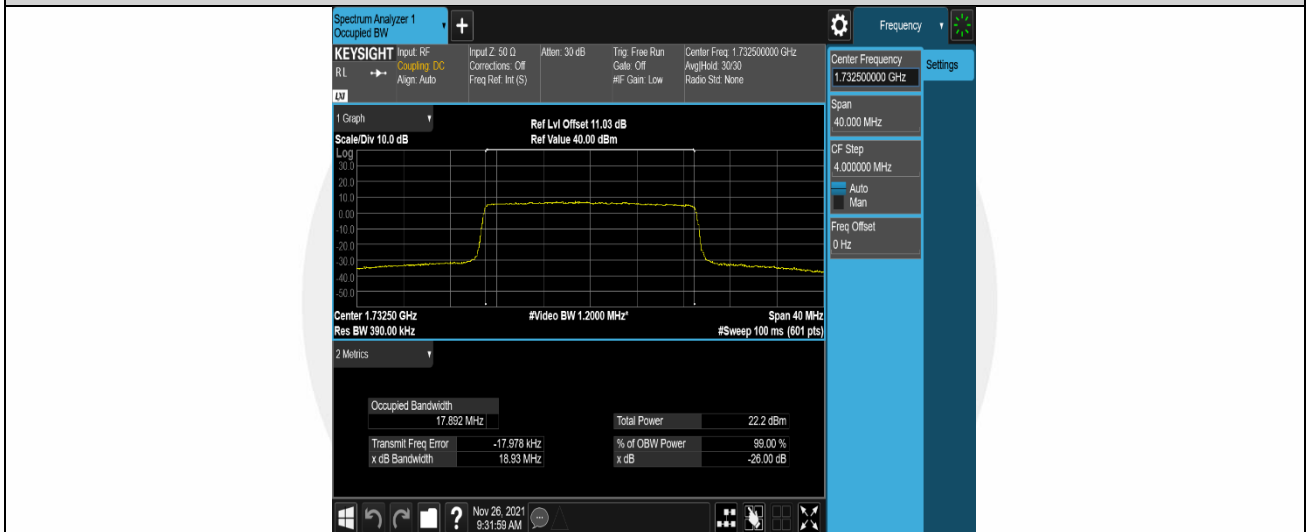 Spectrum Analyzer 1
Occupied BW
+
Frequency
KEYSIGHT
RL
LXI
Input: RF
Coupling: DC
Align: Auto
Input Z: 50 Ω
Corrections: Off
Freq Ref: Int (S)
Atten: 30 dB
Trig: Free Run
Gate: Off
#IF Gain: Low
Center Freq: 1.732500000 GHz
Avg|Hold: 30/30
Radio Std: None
Center Frequency
1.732500000 GHz
Settings
Span
40.000 MHz
CF Step
4.000000 MHz
Auto
Man
Freq Offset
0 Hz
1 Graph
Scale/Div 10.0 dB
Ref Lvl Offset 11.03 dB
Ref Value 40.00 dBm
Log
30.0
20.0
10.0
0.00
-10.0
-20.0
-30.0
-40.0
-50.0
Center 1.73250 GHz
Res BW 390.00 kHz
#Video BW 1.2000 MHz*
Span 40 MHz
#Sweep 100 ms (601 pts)
2 Metrics
Occupied Bandwidth
17.892 MHz
Total Power 22.2 dBm
Transmit Freq Error -17.978 kHz
% of OBW Power 99.00 %
x dB Bandwidth 18.93 MHz
x dB -26.00 dB
?
Nov 26, 2021
9:31:59 AM